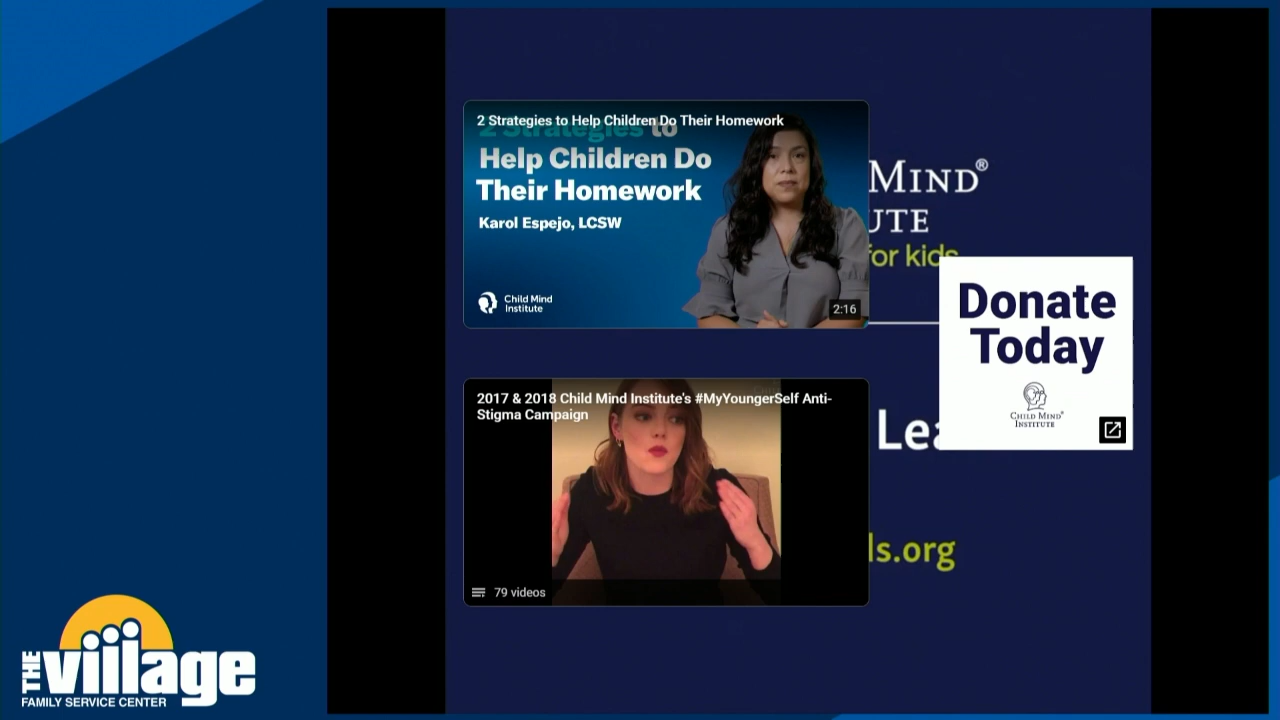 2 Strategies to Help Children Do Their Homework
2 Strategies to
Help Children Do
Their Homework
Karol Espejo, LCSW
Child Mind
Institute
2:16
MIND®
UTE
for kids
Donate
Today
CHILD MIND®
INSTITUTE
2017 & 2018 Child Mind Institute's #MyYoungerSelf Anti-
Stigma Campaign
79 videos
Lea
ls.org
THE village
FAMILY SERVICE CENTER